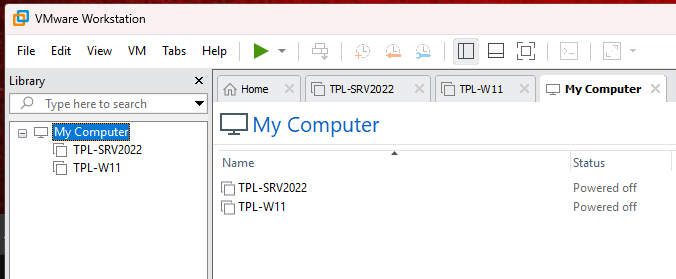 VMware Workstation
File Edit View VM Tabs Help
Library
Type here to search
My Computer
TPL-SRV2022
TPL-W11
Home TPL-SRV2022 TPL-W11 My Computer
My Computer
Name Status
TPL-SRV2022 Powered off
TPL-W11 Powered off